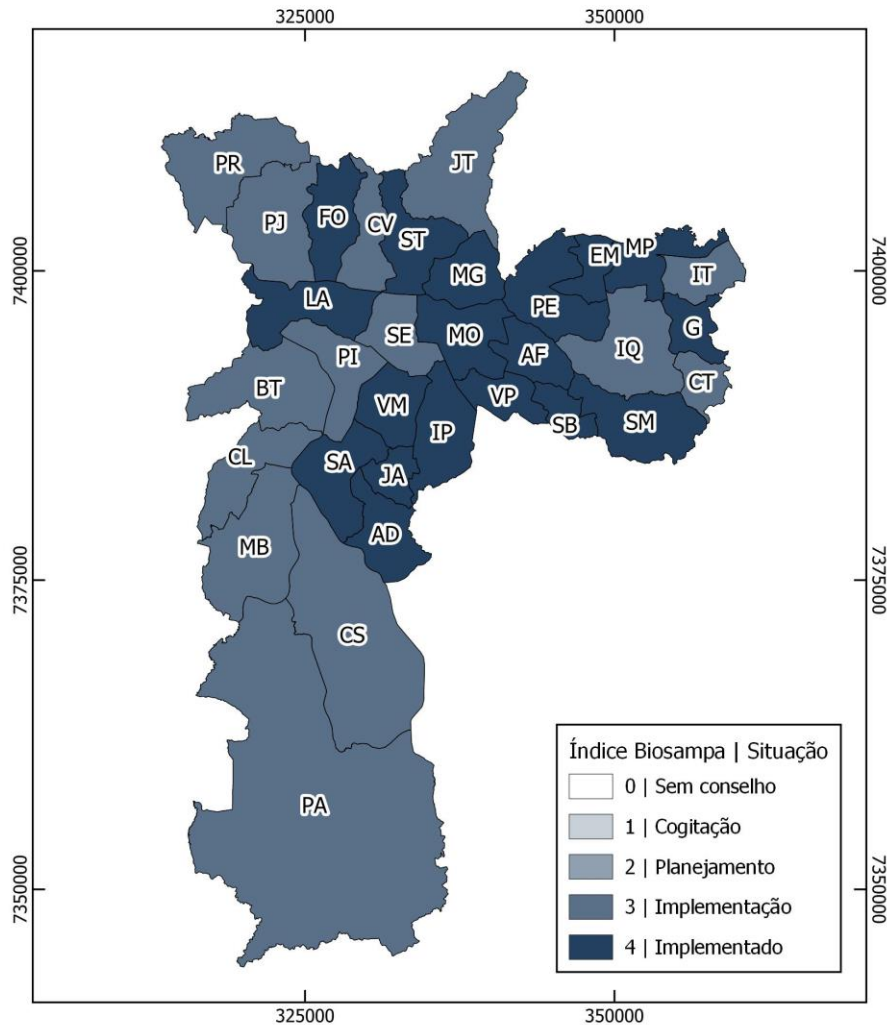 325000
350000
PR
JT
PJ
FO
CV
ST
7400000
7400000
EM
MP
MG
IT
LA
PE
G
SE
MO
PI
AF
IQ
BT
CT
VM
VP
IP
SB
SM
CL
SA
JA
AD
MB
7375000
7375000
CS
PA
Índice Biosampa | Situação
0 | Sem conselho
1 | Cogitação
2 | Planejamento
3 | Implementação
4 | Implementado
7350000
7350000
325000
350000